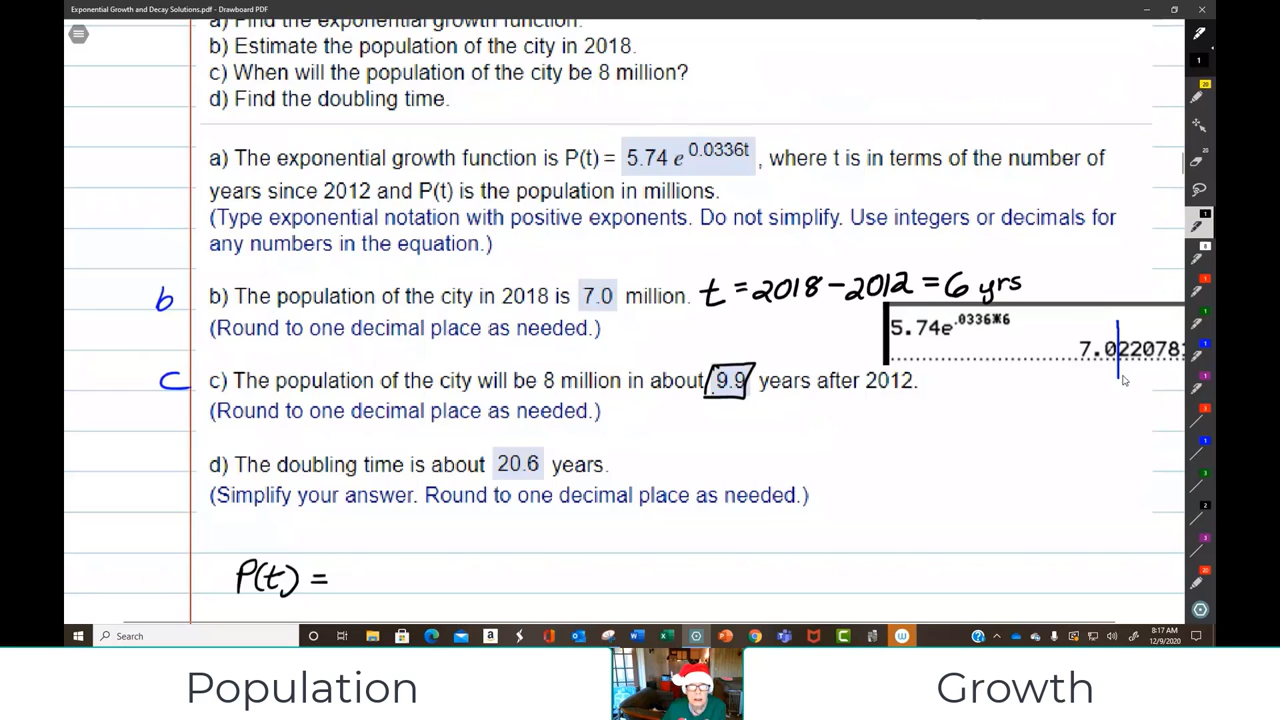 Exponential Growth and Decay Solutions.pdf - Drawboard PDF
a) Find the exponential growth function.
b) Estimate the population of the city in 2018.
c) When will the population of the city be 8 million?
d) Find the doubling time.
a) The exponential growth function is P(t) = 5.74 e 0.0336t , where t is in terms of the number of
years since 2012 and P(t) is the population in millions.
(Type exponential notation with positive exponents. Do not simplify. Use integers or decimals for
any numbers in the equation.)
b b) The population of the city in 2018 is 7.0 million. t = 2018 - 2012 = 6 yrs
(Round to one decimal place as needed.)
5.74e^.0336*6
7.022078
c c) The population of the city will be 8 million in about 9.9 years after 2012.
(Round to one decimal place as needed.)
d) The doubling time is about 20.6 years.
(Simplify your answer. Round to one decimal place as needed.)
P(t) =
Search
8:17 AM
12/9/2020
Population
Growth